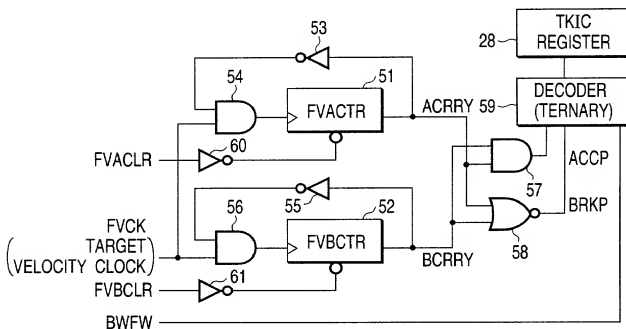 53
TKIC
REGISTER
28
54
51
FVACTR
ACRRY
59
DECODER
(TERNARY)
FVACLR
60
57
ACCP
56
55
52
58
BRKP
FVCK
TARGET
VELOCITY CLOCK
FVBCTR
BCRRY
FVBCLR
61
BWFW